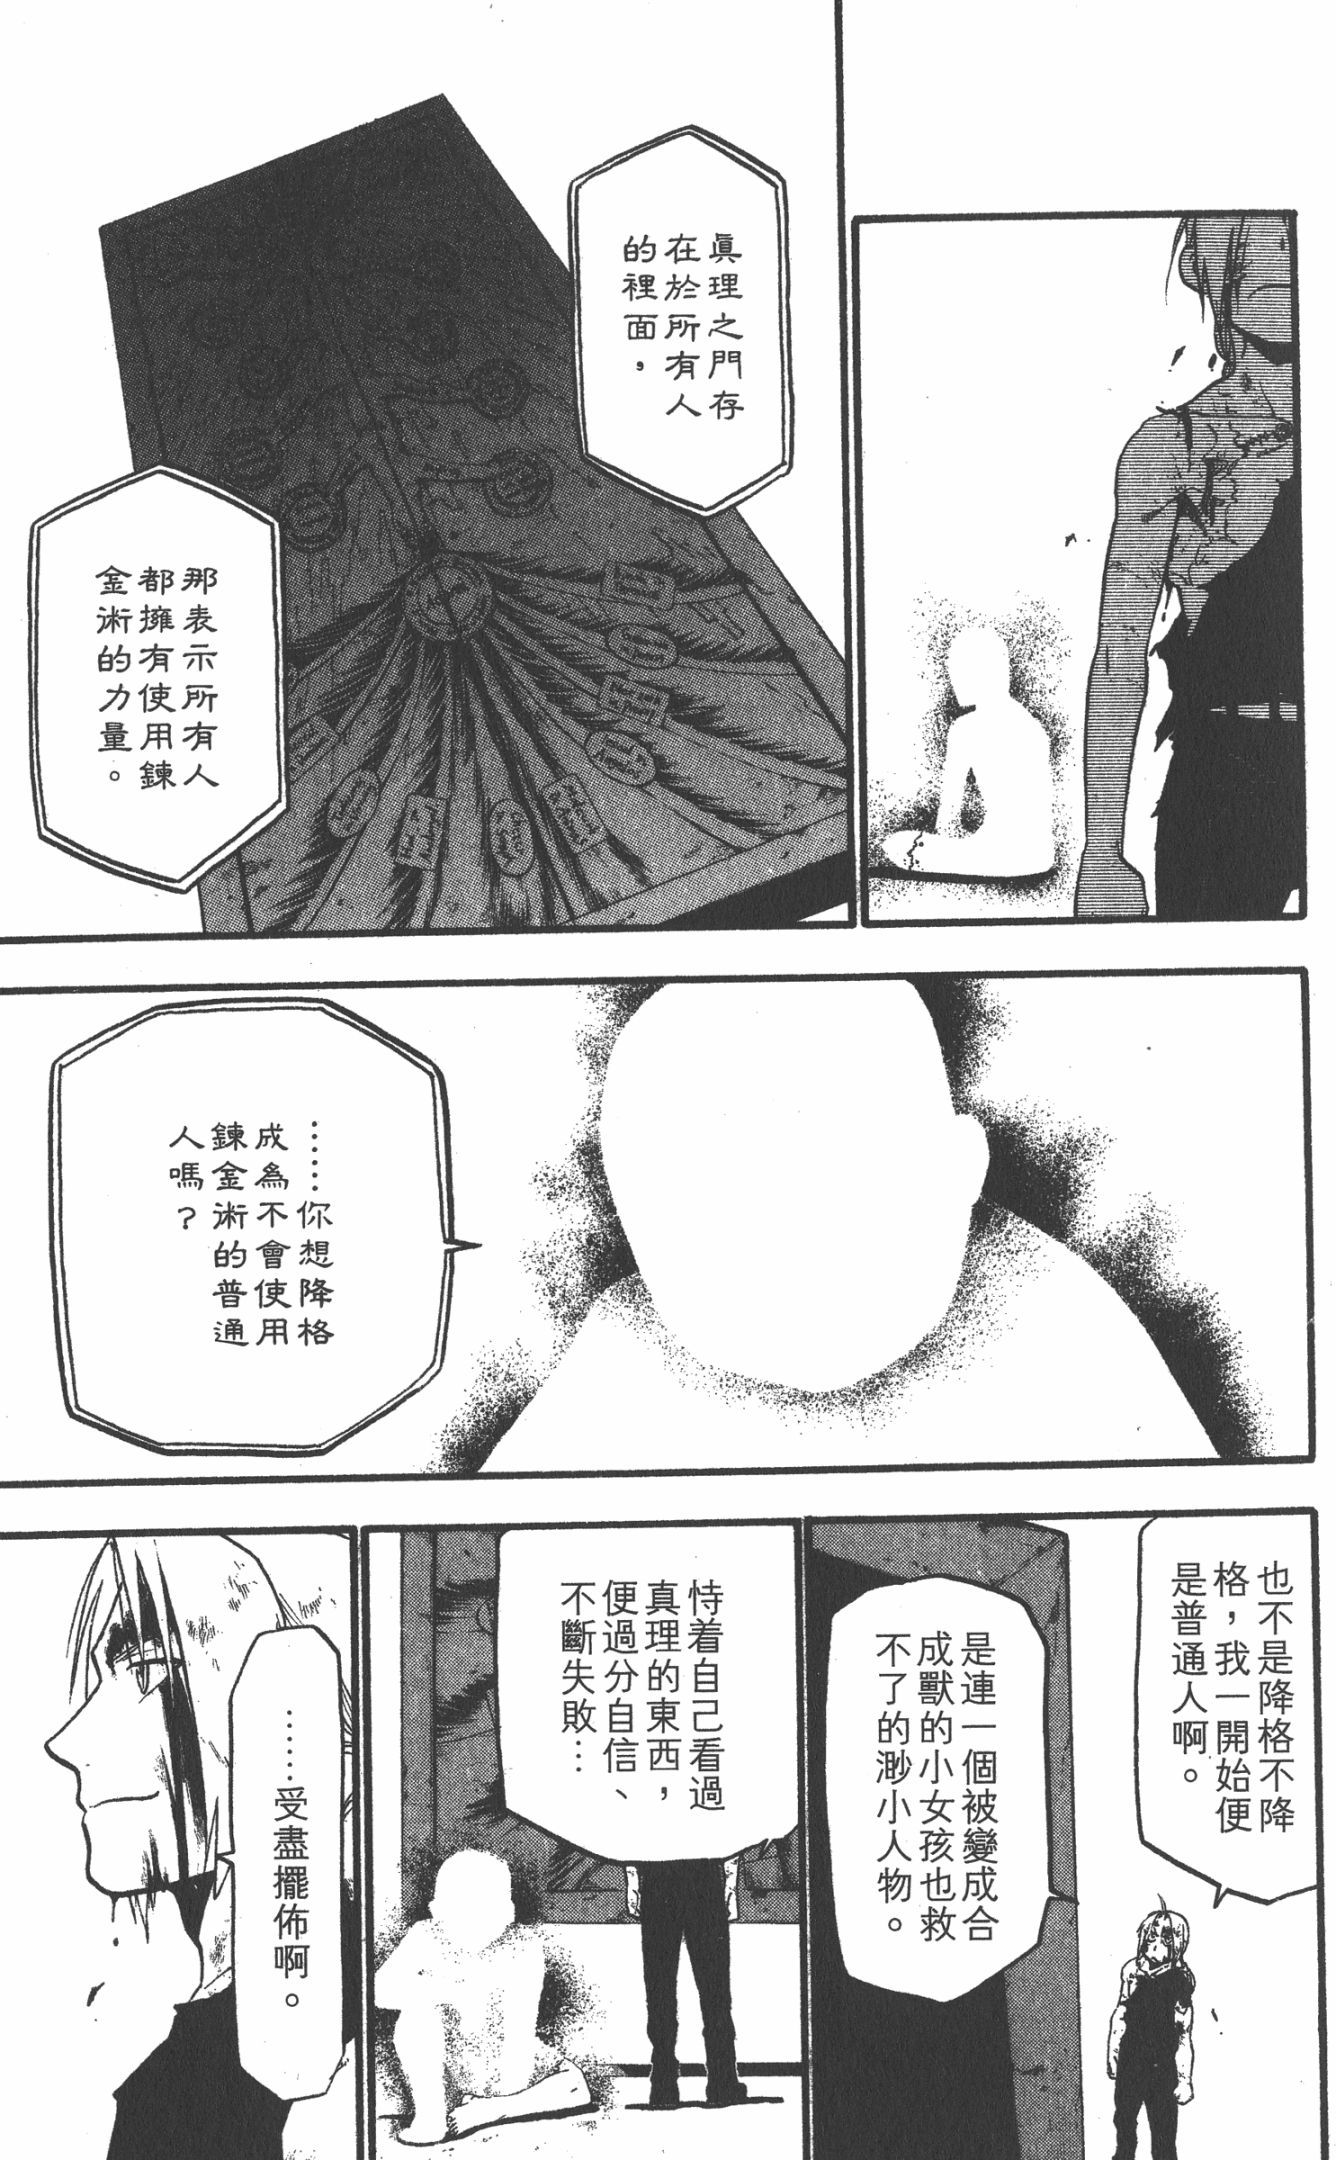 眞理之門存
在於所有人
的裡面，
那表示所有人
都擁有使用鍊
金術的力量。
……你想降格
成為不會使用
鍊金術的普通
人嗎？
也不是降格不降
格，我一開始便
是普通人啊。
是連一個被變成合
成獸的小女孩也救
不了的渺小人物。
恃着自己看過
真理的東西，
便過分自信、
不斷失敗…
……受盡擺佈啊。